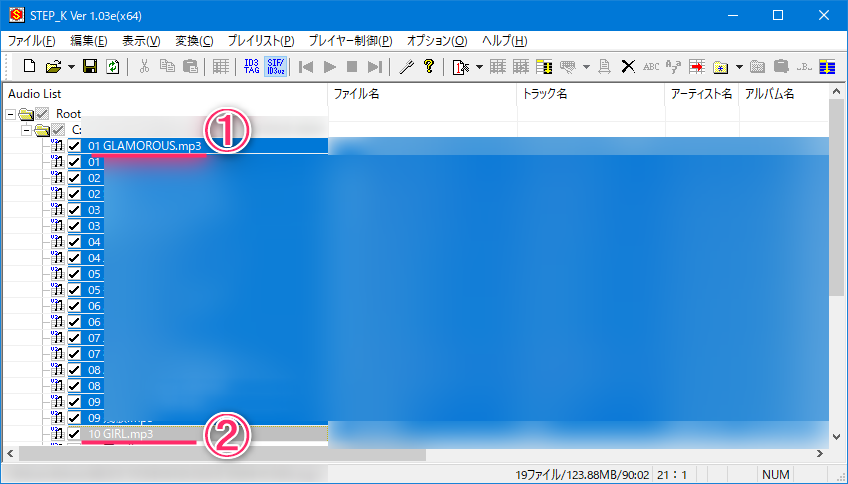 STEP_K Ver 1.03e(x64)
ファイル(F) 編集(E) 表示(V) 変換(C) プレイリスト(P) プレイヤー制御(P) オプション(O) ヘルプ(H)
ID3 TAG SIF/ID3v2 ABC
Audio List ファイル名 トラック名 アーティスト名 アルバム名
Root
C:
①
01 GLAMOROUS.mp3
01
02
02
03
03
04
04
05
05
06
06
07
07
08
08
09
09
10 GIRL.mp3
②
19ファイル/123.88MB/90:02 21：1 NUM